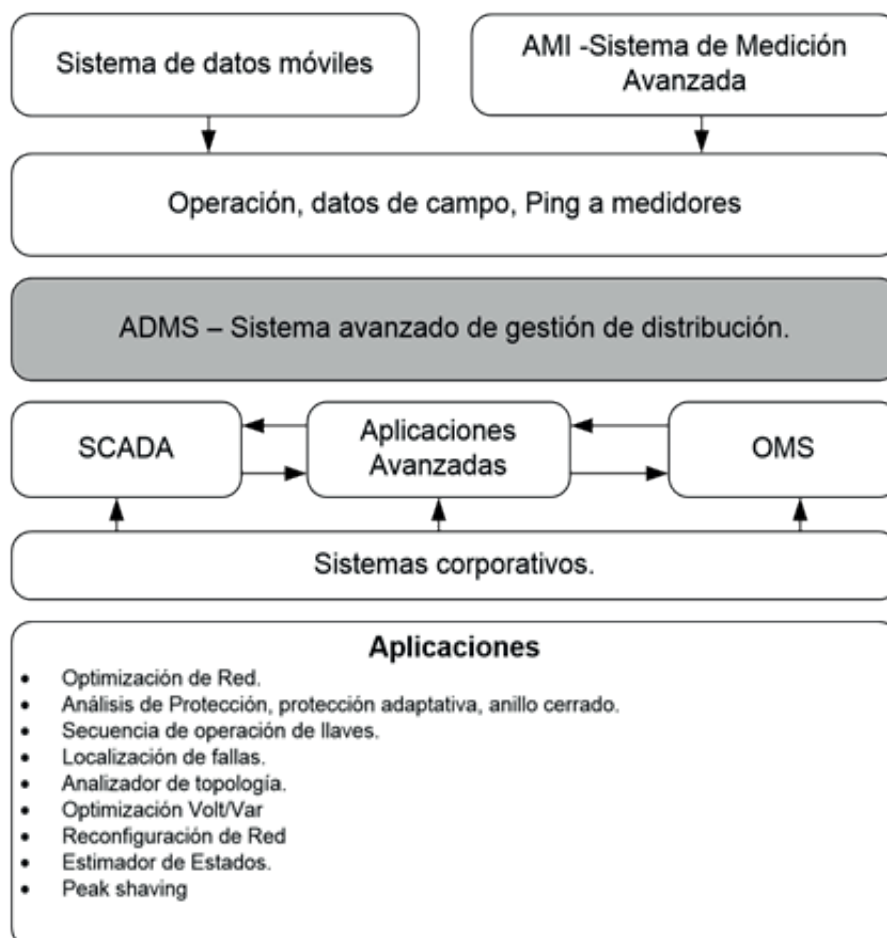 Sistema de datos móviles
AMI -Sistema de Medición
Avanzada
Operación, datos de campo, Ping a medidores
ADMS – Sistema avanzado de gestión de distribución.
SCADA
Aplicaciones
Avanzadas
OMS
Sistemas corporativos.
Aplicaciones
• Optimización de Red.
• Análisis de Protección, protección adaptativa, anillo cerrado.
• Secuencia de operación de llaves.
• Localización de fallas.
• Analizador de topología.
• Optimización Volt/Var
• Reconfiguración de Red
• Estimador de Estados.
• Peak shaving